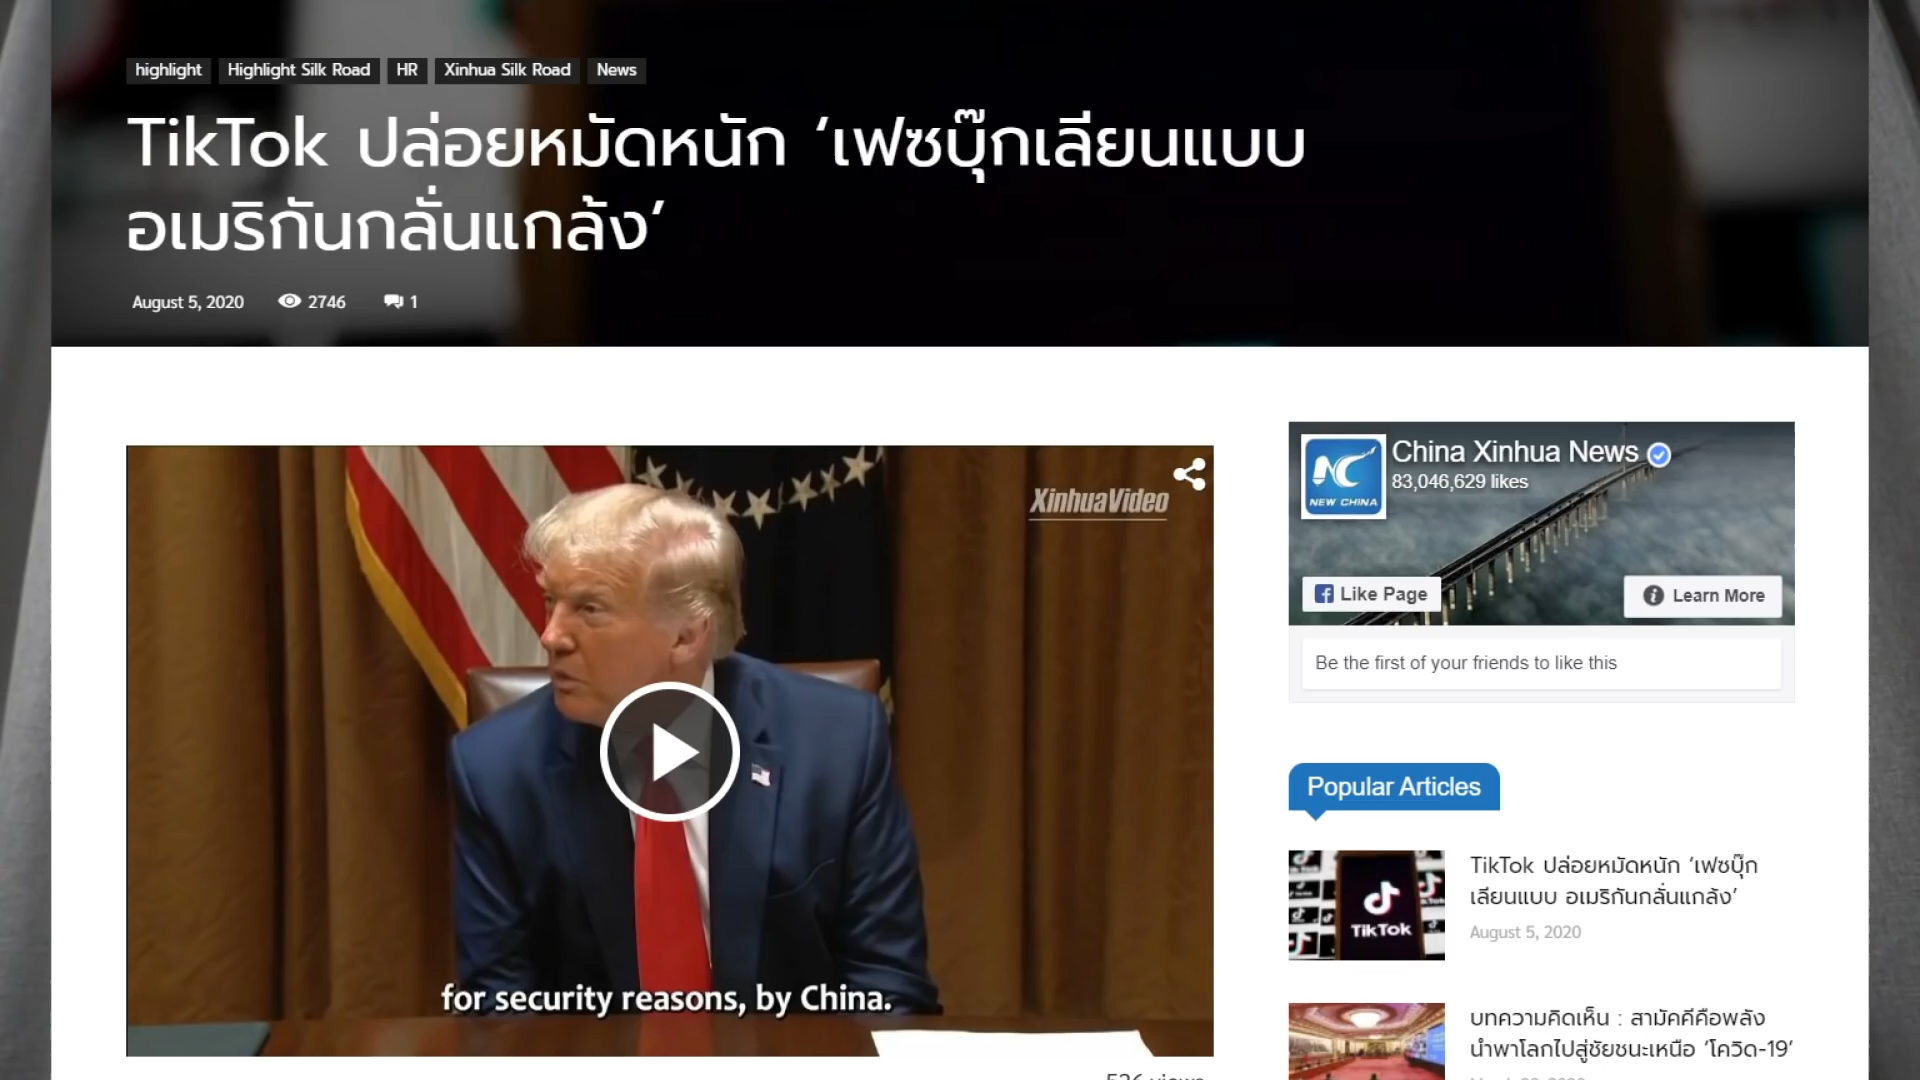 highlight
Highlight Silk Road
HR
Xinhua Silk Road
News
TikTok ปล่อยหมัดหนัก ‘เฟซบุ๊กเลียนแบบ
อเมริกันกลั่นแกล้ง’
August 5, 2020
2746
1
XinhuaVideo
for security reasons, by China.
NEW CHINA
China Xinhua News
83,046,629 likes
Like Page
Learn More
Be the first of your friends to like this
Popular Articles
TikTok
TikTok ปล่อยหมัดหนัก ‘เฟซบุ๊ก
เลียนแบบ อเมริกันกลั่นแกล้ง’
August 5, 2020
บทความคิดเห็น : สามัคคีคือพลัง
นำพาโลกไปสู่ชัยชนะเหนือ ‘โควิด-19’